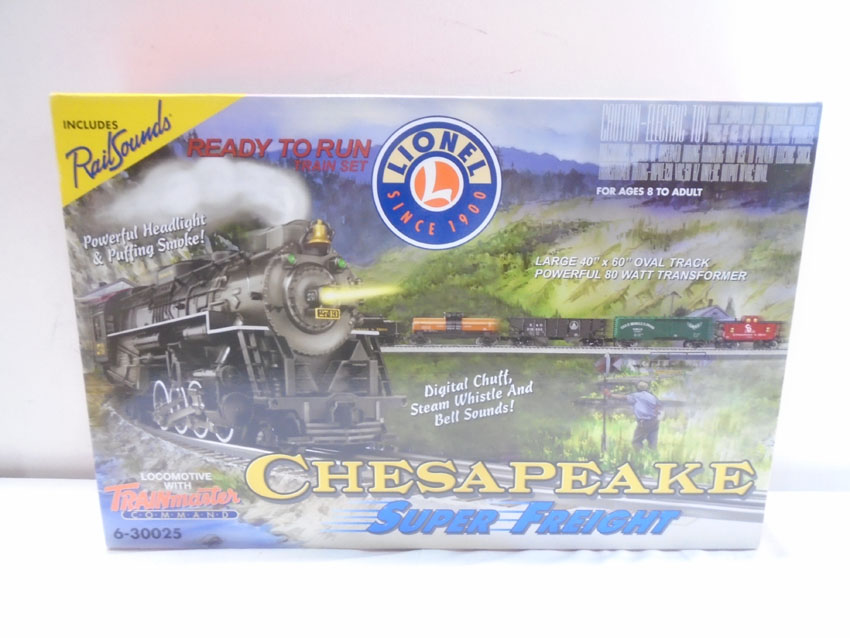 INCLUDES
RailSounds
READY TO RUN
TRAIN SET
LIONEL
L
SINCE 1900
CAUTION-ELECTRIC TOY
FOR AGES 8 TO ADULT
Powerful Headlight
& Puffing Smoke!
LARGE 40" x 60" OVAL TRACK
POWERFUL 80 WATT TRANSFORMER
Digital Chuff,
Steam Whistle And
Bell Sounds!
LOCOMOTIVE
WITH
TRAINmaster
COMMAND
6-30025
CHESAPEAKE
SUPER FREIGHT